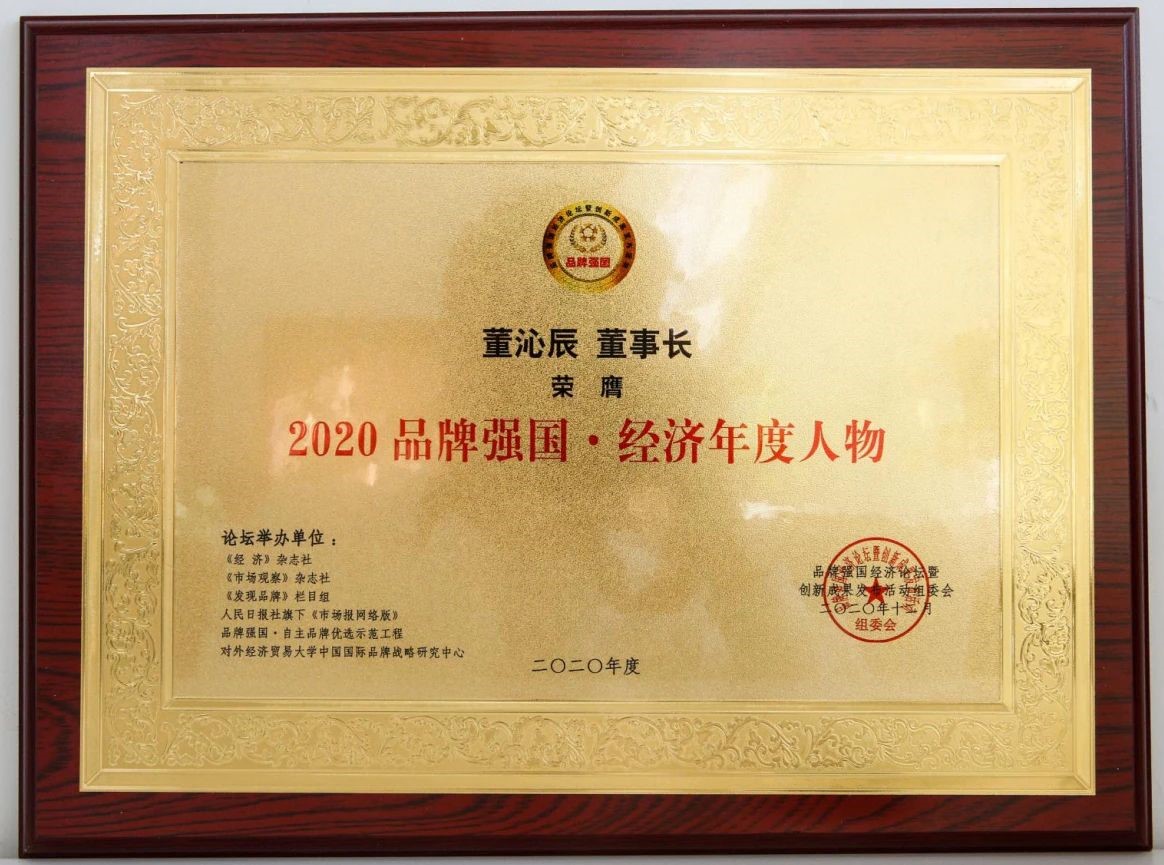 品牌强国
董沁辰 董事长
荣 膺
2020 品牌强国·经济年度人物
论坛举办单位：
《经 济》杂志社
《市场观察》杂志社
《发现品牌》栏目组
人民日报社旗下《市场报网络版》
品牌强国·自主品牌优选示范工程
对外经济贸易大学中国国际品牌战略研究中心
二〇二〇年度
品牌强国经济论坛暨
创新成果发布活动组委会
二〇二〇年十二月
组委会